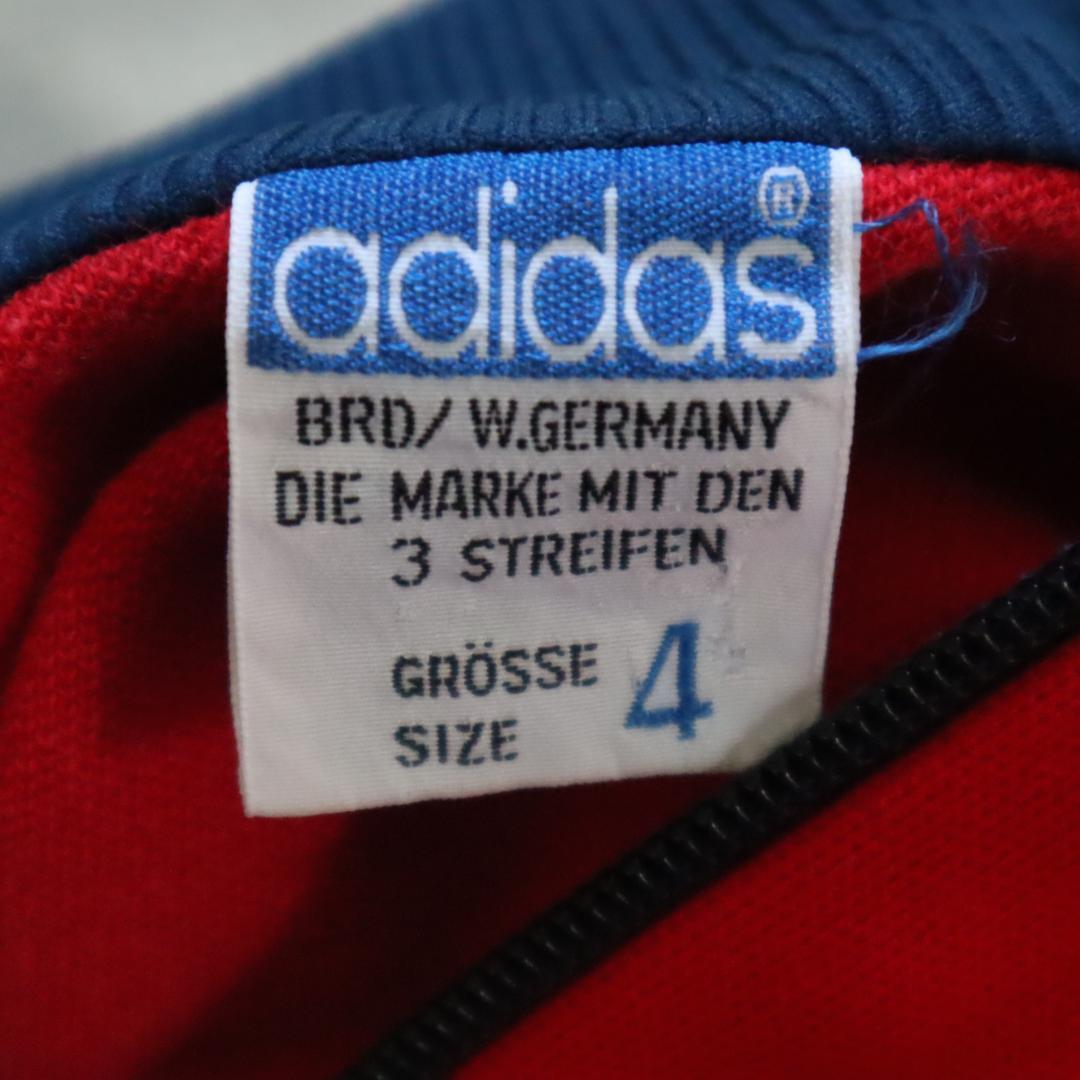 adidas®
BRD/ W.GERMANY
DIE MARKE MIT DEN
3 STREIFEN
GRÖSSE 4
SIZE